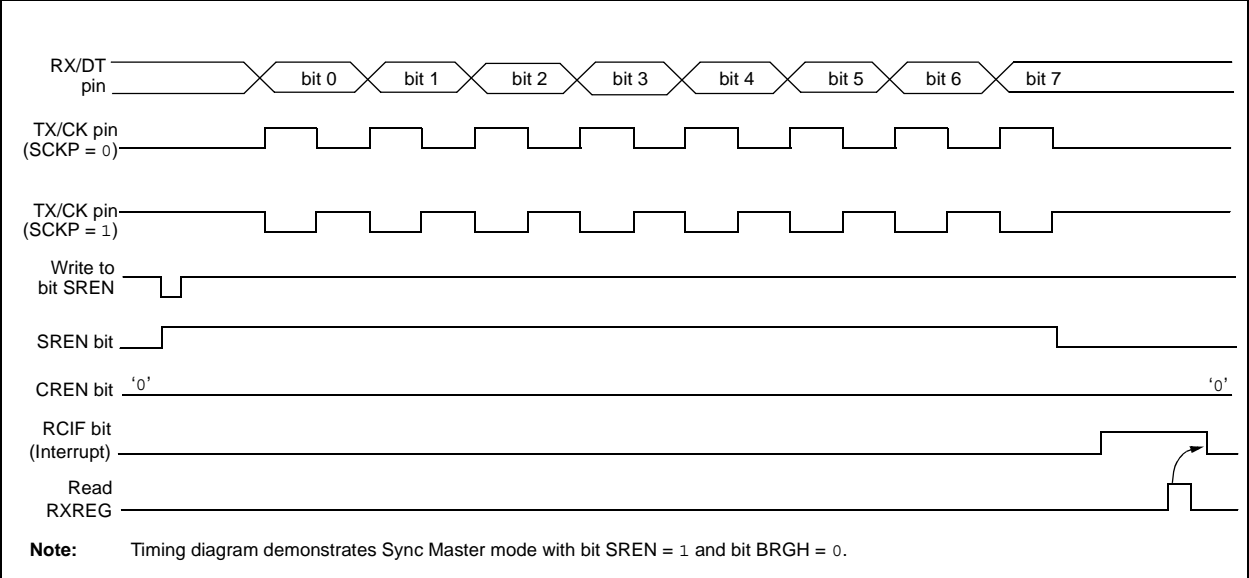 RX/DT
pin
bit 0 bit 1 bit 2 bit 3 bit 4 bit 5 bit 6 bit 7
TX/CK pin
(SCKP = 0)
TX/CK pin
(SCKP = 1)
Write to
bit SREN
SREN bit
CREN bit ‘0’ ‘0’
RCIF bit
(Interrupt)
Read
RXREG
Note: Timing diagram demonstrates Sync Master mode with bit SREN = 1 and bit BRGH = 0.